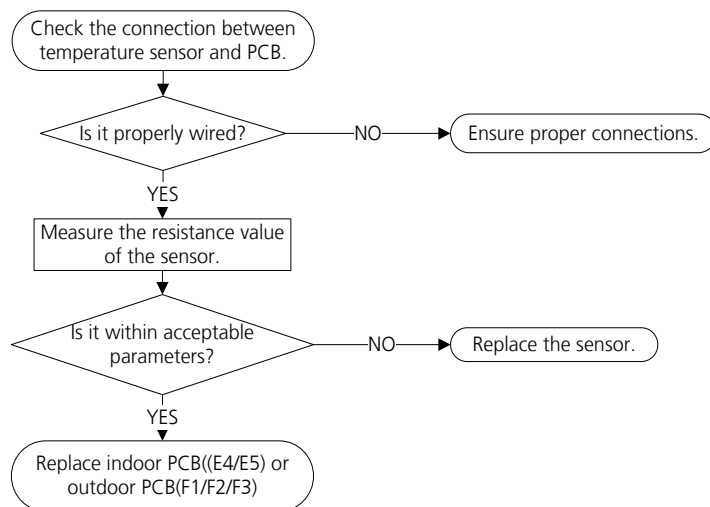 Check the connection between
temperature sensor and PCB.
Is it properly wired?
NO
Ensure proper connections.
YES
Measure the resistance value
of the sensor.
Is it within acceptable
parameters?
NO
Replace the sensor.
YES
Replace indoor PCB((E4/E5) or
outdoor PCB(F1/F2/F3)